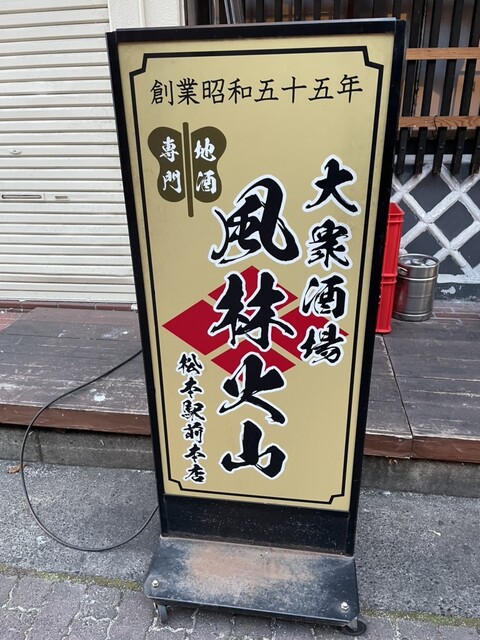 創業昭和五十五年
地酒
専門
大衆酒場
風林火山
松本駅前本店